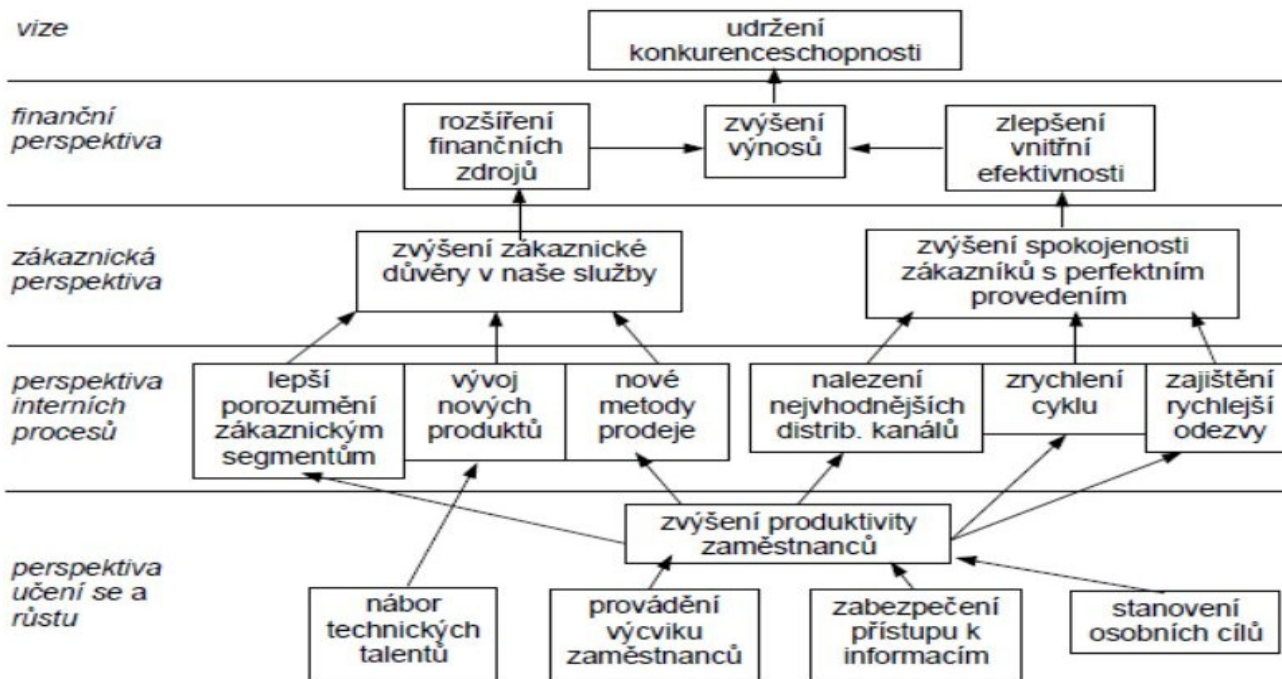 vize
udržení
konkurenceschopnosti
finanční
perspektiva
rozšíření
finančních
zdrojů
zvýšení
výnosů
zlepšení
vnitřní
efektivnosti
zákaznická
perspektiva
zvýšení zákaznické
důvěry v naše služby
zvýšení spokojenosti
zákazníků s perfektním
provedením
perspektiva
interních
procesů
lepší
porozumění
zákaznickým
segmentům
vývoj
nových
produktů
nové
metody
prodeje
nalezení
nejvhodnějších
distrib. kanálů
zrychlení
cyklu
zajištění
rychlejší
odezvy
perspektiva
učení se a
růstu
zvýšení produktivity
zaměstnanců
nábor
technických
talentů
provádění
výcviku
zaměstnanců
zabezpečení
přístupu k
informacím
stanovení
osobních cílů